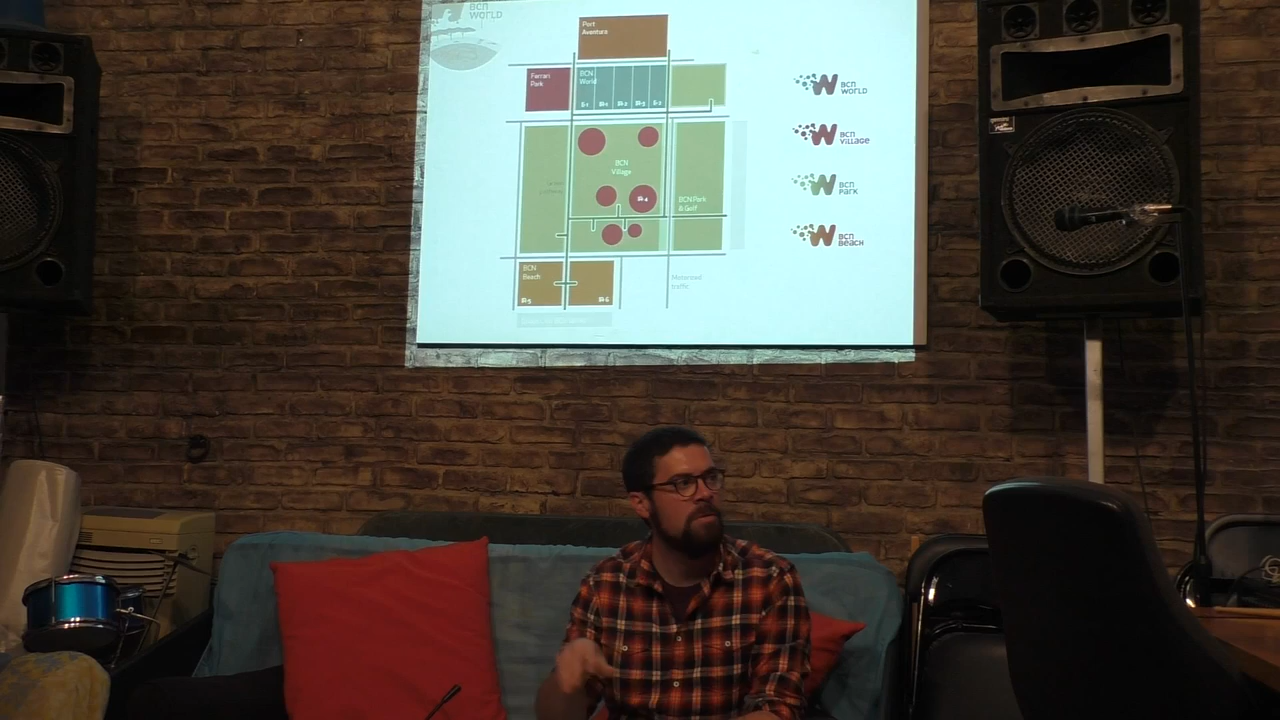 BCN
WORLD
Port
Aventura
Ferrari
Park
BCN
World
BCN
Village
BCN Park
& Golf
BCN
Beach
Motorised
traffic
BCN
WORLD
BCN
VILLAGE
BCN
PARK
BCN
BEACH